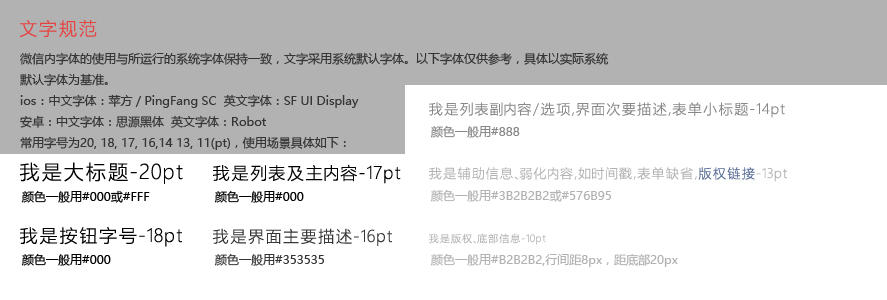 文字规范
微信内字体的使用与所运行的系统字体保持一致，文字采用系统默认字体。以下字体仅供参考，具体以实际系统
默认字体为基准。
ios：中文字体：苹方 / PingFang SC  英文字体：SF UI Display
安卓：中文字体：思源黑体  英文字体：Robot
常用字号为20, 18, 17, 16,14 13, 11(pt)，使用场景具体如下：
我是大标题-20pt
颜色一般用#000或#FFF
我是列表及主内容-17pt
颜色一般用#000
我是列表副内容/选项,界面次要描述,表单小标题-14pt
颜色一般用#888
我是辅助信息、弱化内容,如时间戳,表单缺省,版权链接-13pt
颜色一般用#3B2B2B2或#576B95
我是按钮字号-18pt
颜色一般用#000
我是界面主要描述-16pt
颜色一般用#353535
我是版权、底部信息-10pt
颜色一般用#B2B2B2,行间距8px，距底部20px